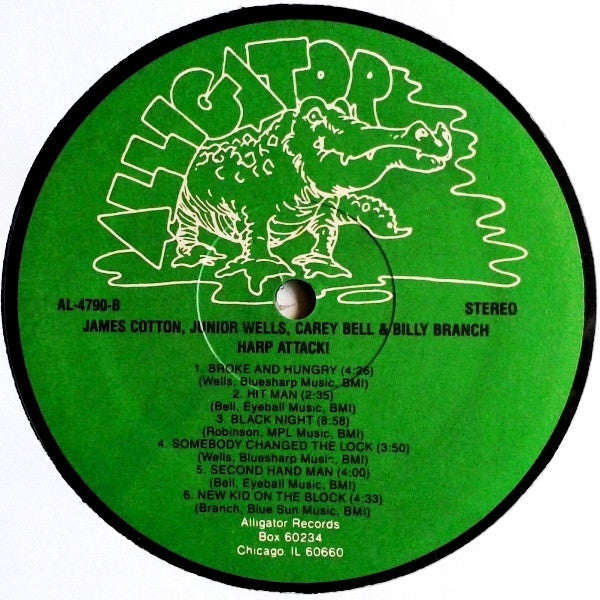 ALLIGATOR
AL-4790-B
STEREO
JAMES COTTON, JUNIOR WELLS, CAREY BELL & BILLY BRANCH
HARP ATTACK!
1. BROKE AND HUNGRY (4:26)
(Wells, Bluesharp Music, BMI)
2. HIT MAN (2:35)
(Bell, Eyeball Music, BMI)
3. BLACK NIGHT (8:58)
(Robinson, MPL Music, BMI)
4. SOMEBODY CHANGED THE LOCK (3:50)
(Wells, Bluesharp Music, BMI)
5. SECOND HAND MAN (4:00)
(Bell, Eyeball Music, BMI)
6. NEW KID ON THE BLOCK (4:33)
(Branch, Blue Sun Music, BMI)
Alligator Records
Box 60234
Chicago IL 60660